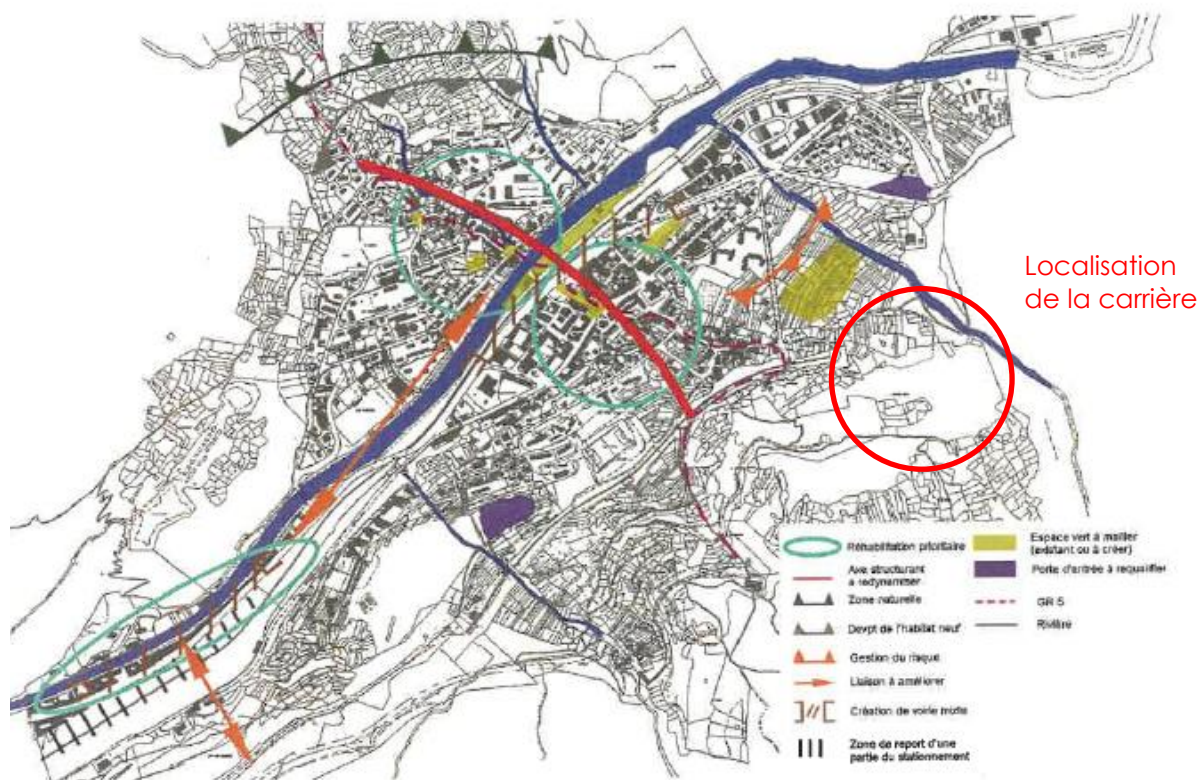 Localisation
de la carrière
Réhabilitation prioritaire
Axe structurant
a redynamiser
Zone naturelle
Devpt de l'habitat neuf
Gestion du risque
Liaison à améliorer
Création de voirie mixte
Zone de report d'une
partie du stationnement
Espace vert à mailler
(existant ou à créer)
Porte d'entrée à requalifier
GR 5
Rivière